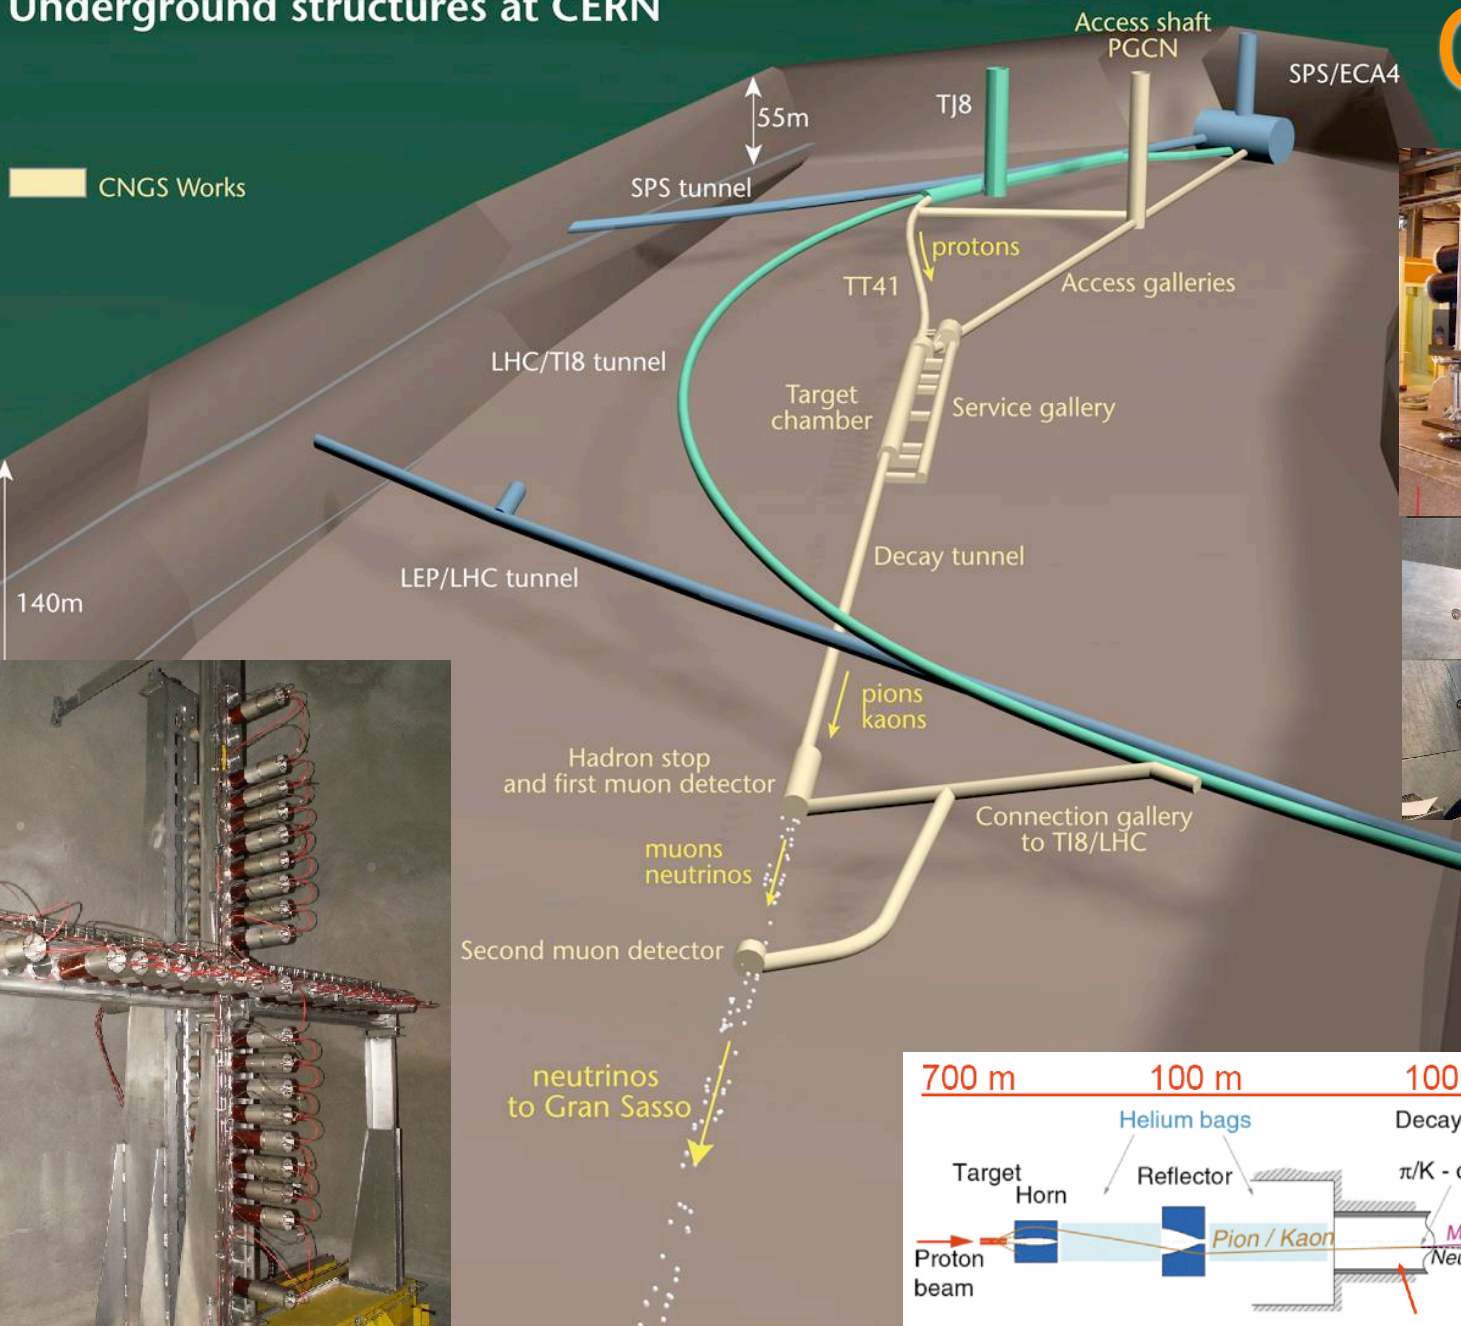 Underground structures at CERN
Access shaft
PGCN
SPS/ECA4
TJ8
55m
CNGS Works
SPS tunnel
protons
TT41
Access galleries
LHC/TI8 tunnel
Target
chamber
Service gallery
Decay tunnel
LEP/LHC tunnel
140m
pions
kaons
Hadron stop
and first muon detector
Connection gallery
to TI8/LHC
muons
neutrinos
Second muon detector
neutrinos
to Gran Sasso
700 m 100 m 100
Helium bags
Decay
Target
Horn
Reflector
π/K -
Pion / Kaon
Proton
beam